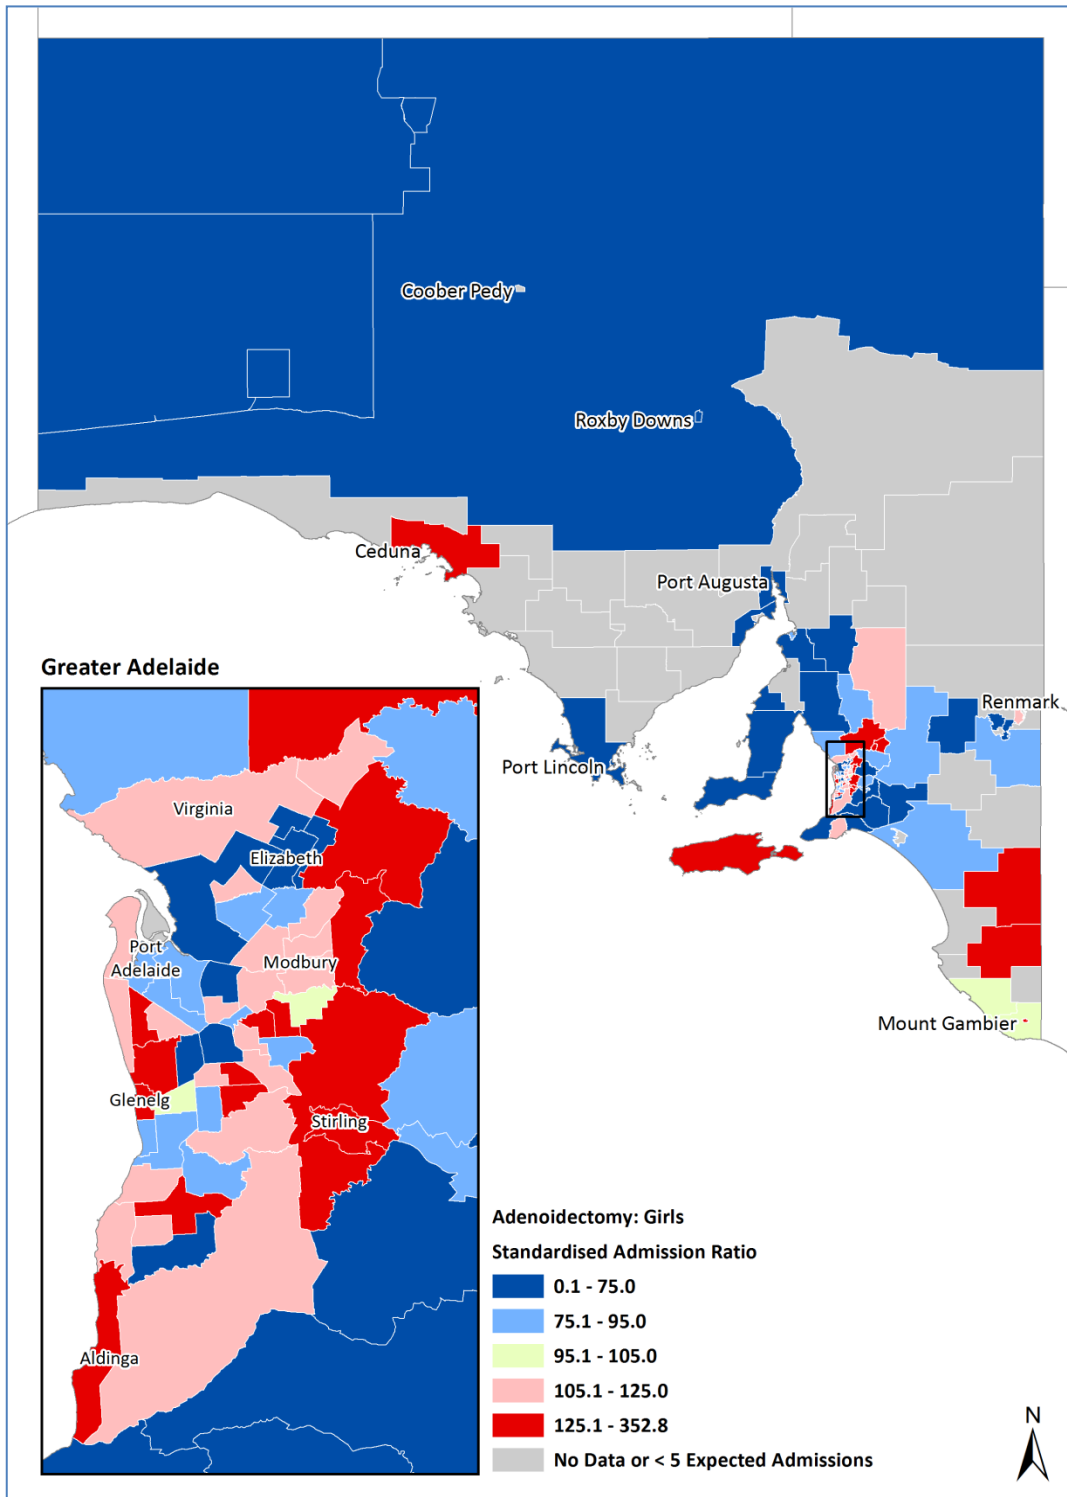 Coober Pedy
Roxby Downs
Ceduna
Port Augusta
Greater Adelaide
Renmark
Port Lincoln
Virginia
Elizabeth
Port
Adelaide
Modbury
Mount Gambier
Glenelg
Stirling
Aldinga
Adenoidectomy: Girls
Standardised Admission Ratio
0.1 - 75.0
75.1 - 95.0
95.1 - 105.0
105.1 - 125.0
125.1 - 352.8
No Data or < 5 Expected Admissions
N